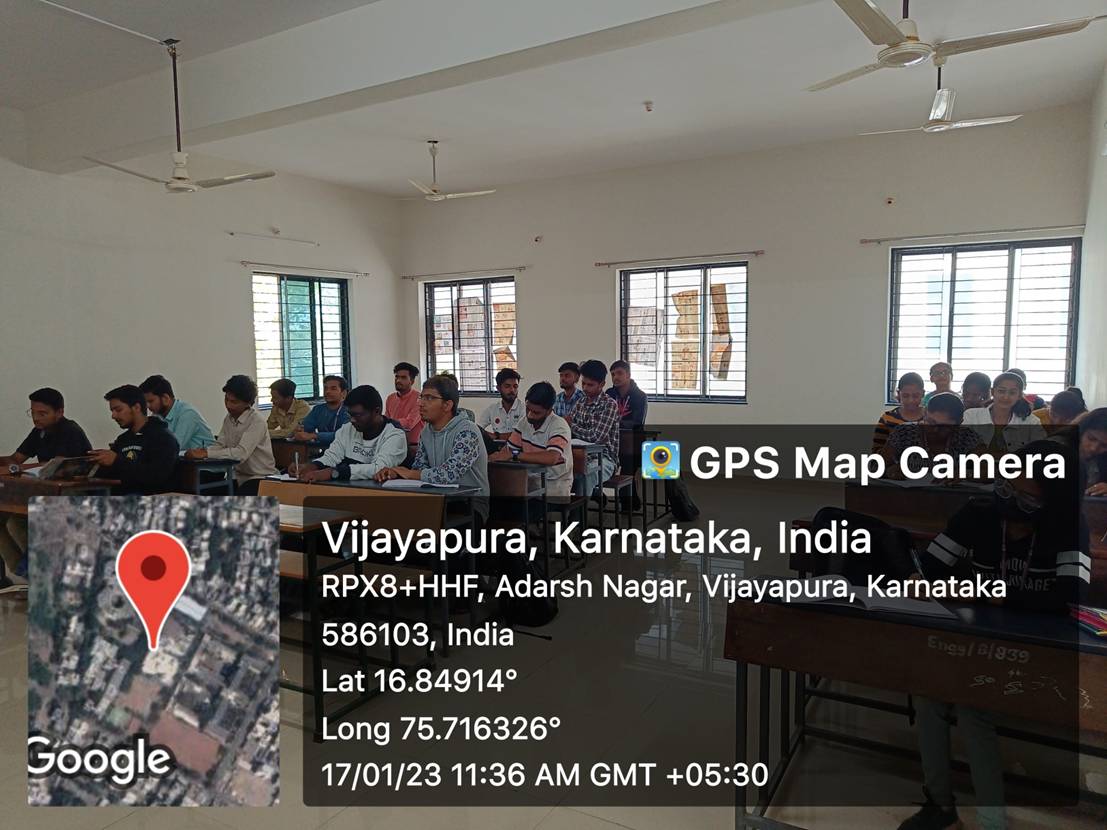 GPS Map Camera
Vijayapura, Karnataka, India
RPX8+HHF, Adarsh Nagar, Vijayapura, Karnataka
586103, India
Lat 16.84914°
Long 75.716326°
17/01/23 11:36 AM GMT +05:30
Google
Engg/B/839